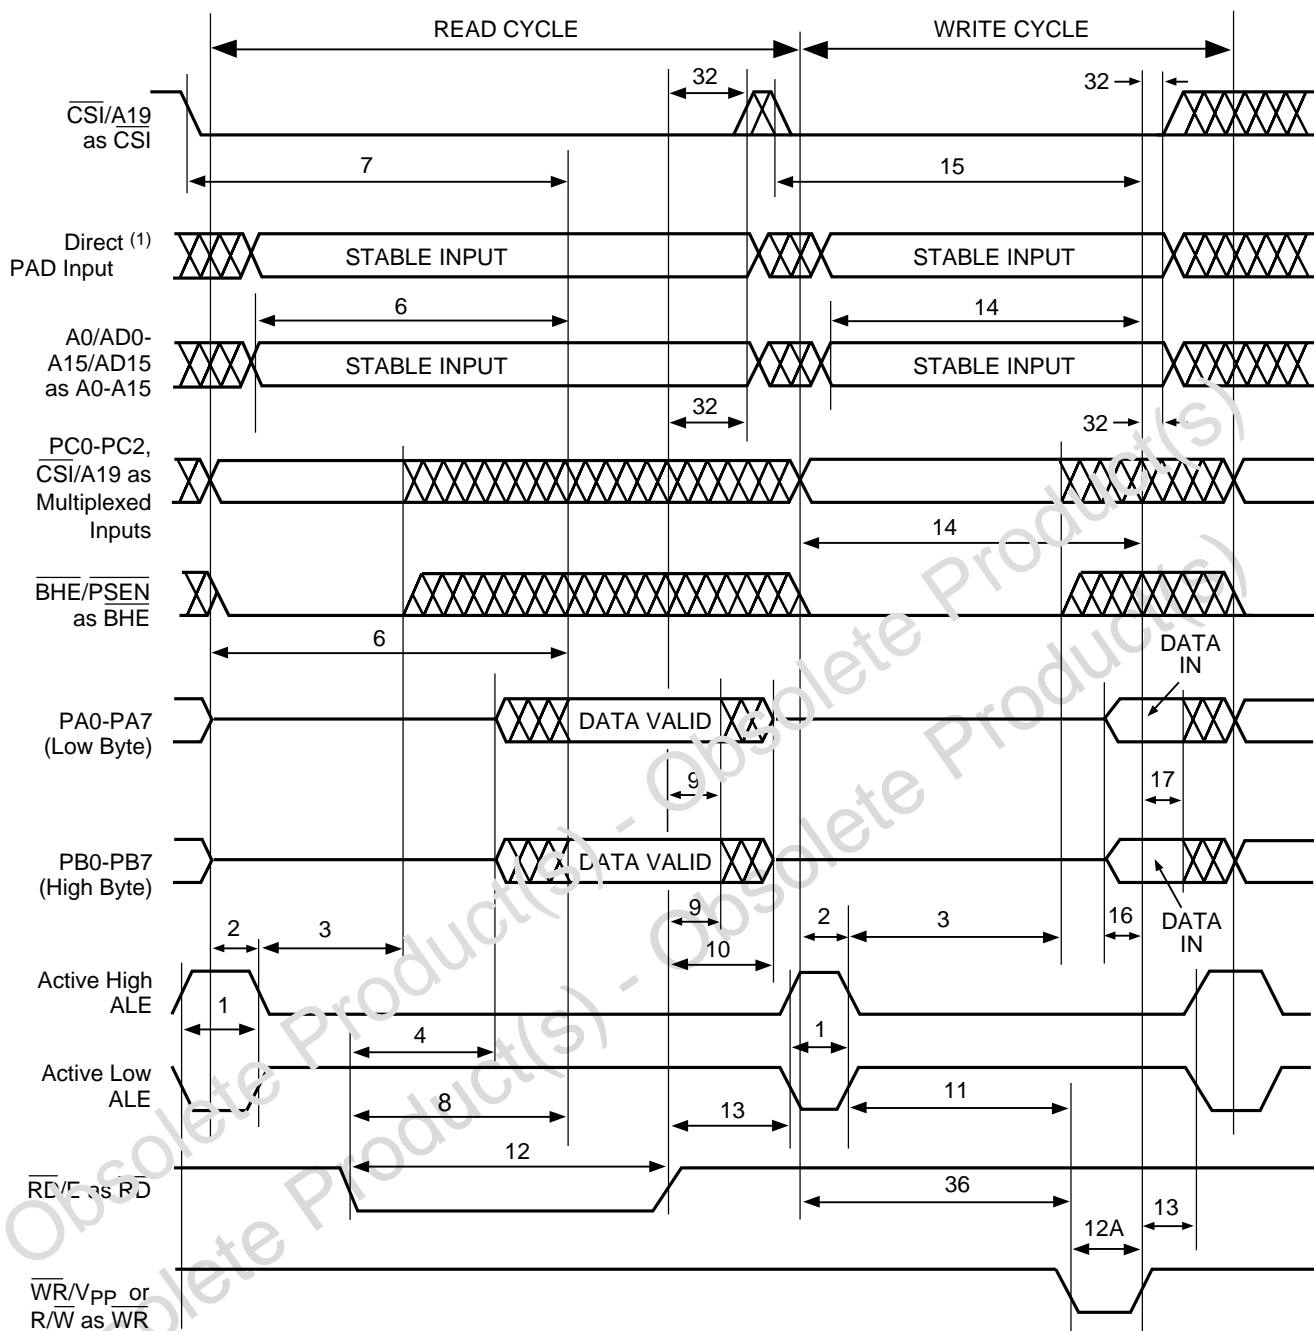 READ CYCLE
WRITE CYCLE
32
32
CSI/A19
as CSI
7
15
Direct (1)
PAD Input
STABLE INPUT
STABLE INPUT
6
14
A0/AD0-
A15/AD15
as A0-A15
STABLE INPUT
STABLE INPUT
32
32
PC0-PC2,
CSI/A19 as
Multiplexed
Inputs
14
BHE/PSEN
as BHE
6
DATA
IN
PA0-PA7
(Low Byte)
DATA VALID
9
17
PB0-PB7
(High Byte)
DATA VALID
9
16
DATA
IN
2
3
10
2
3
Active High
ALE
1
1
4
Active Low
ALE
8
13
11
12
RD/E as RD
36
12A
13
WR/VPP or
R/W as WR
Obsolete Product(s) - Obsolete Product(s)
Obsolete Product(s) - Obsolete Product(s)